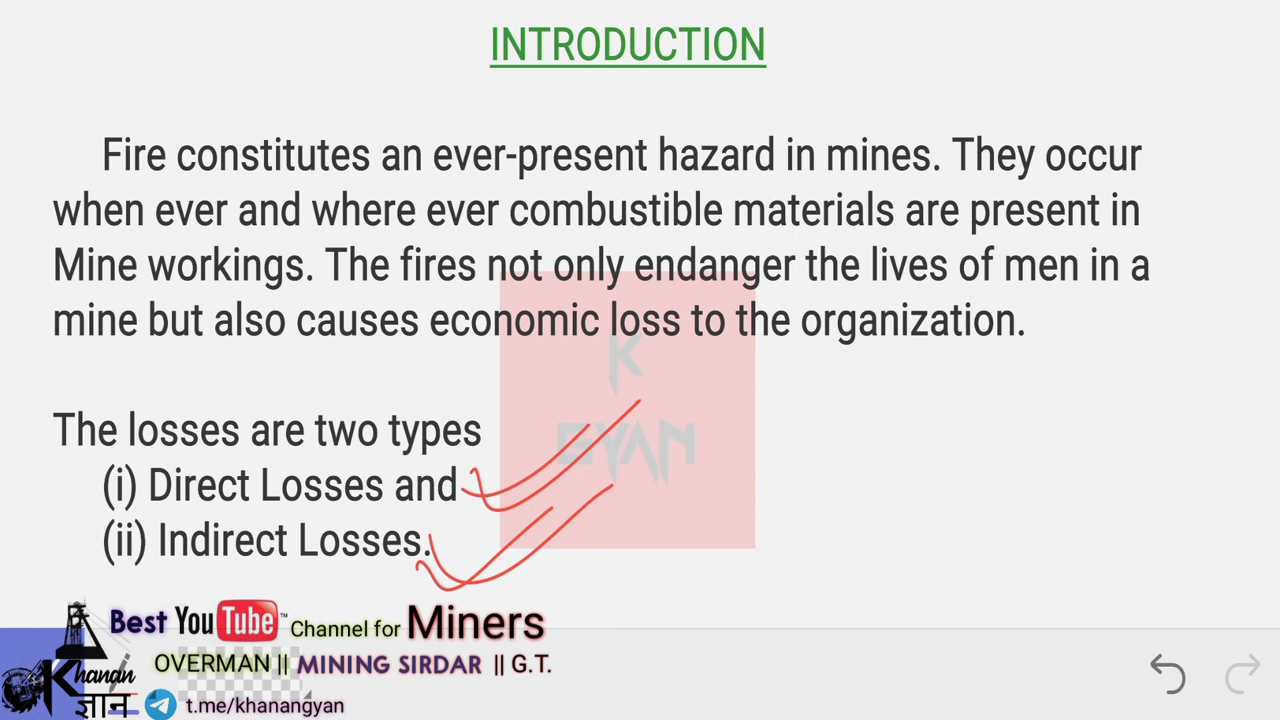 INTRODUCTION
Fire constitutes an ever-present hazard in mines. They occur
when ever and where ever combustible materials are present in
Mine workings. The fires not only endanger the lives of men in a
mine but also causes economic loss to the organization.
K
GYAN
The losses are two types
(i) Direct Losses and
(ii) Indirect Losses.
Best YouTube™ Channel for Miners
OVERMAN || MINING SIRDAR || G.T.
Khanan
ज्ञान
t.me/khanangyan